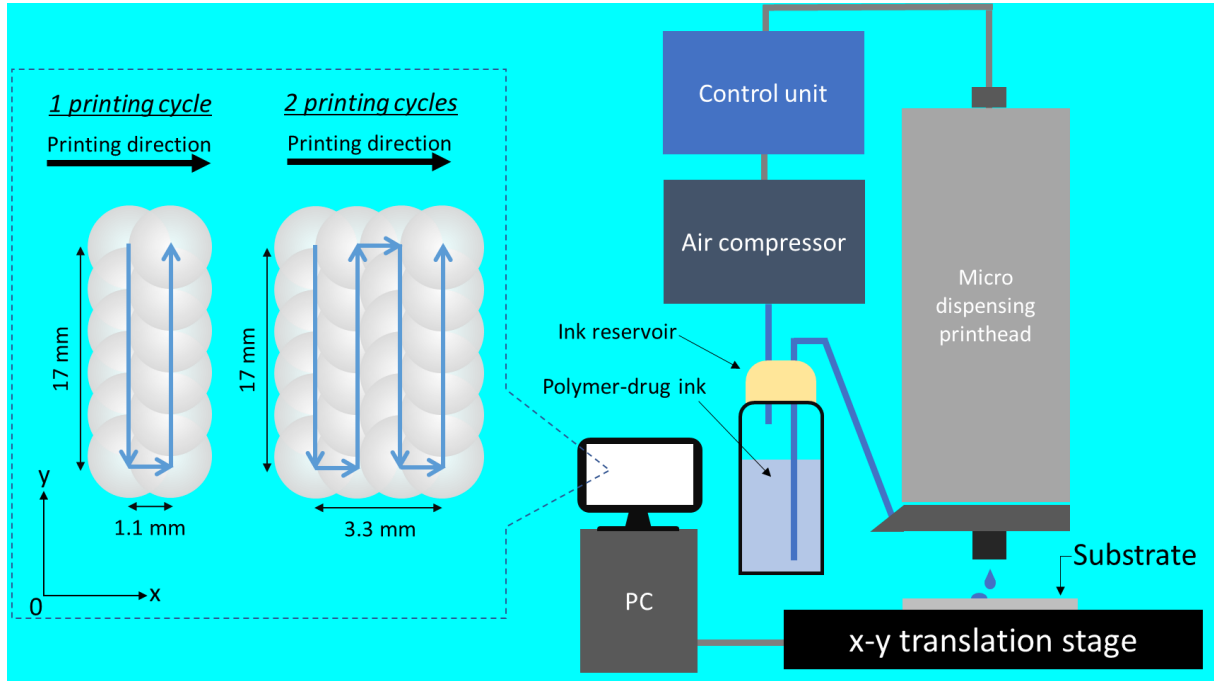 1 printing cycle
Printing direction
17 mm
1.1 mm
2 printing cycles
Printing direction
17 mm
3.3 mm
y
0
x
Control unit
Air compressor
Ink reservoir
Polymer-drug ink
Micro
dispensing
printhead
PC
Substrate
x-y translation stage